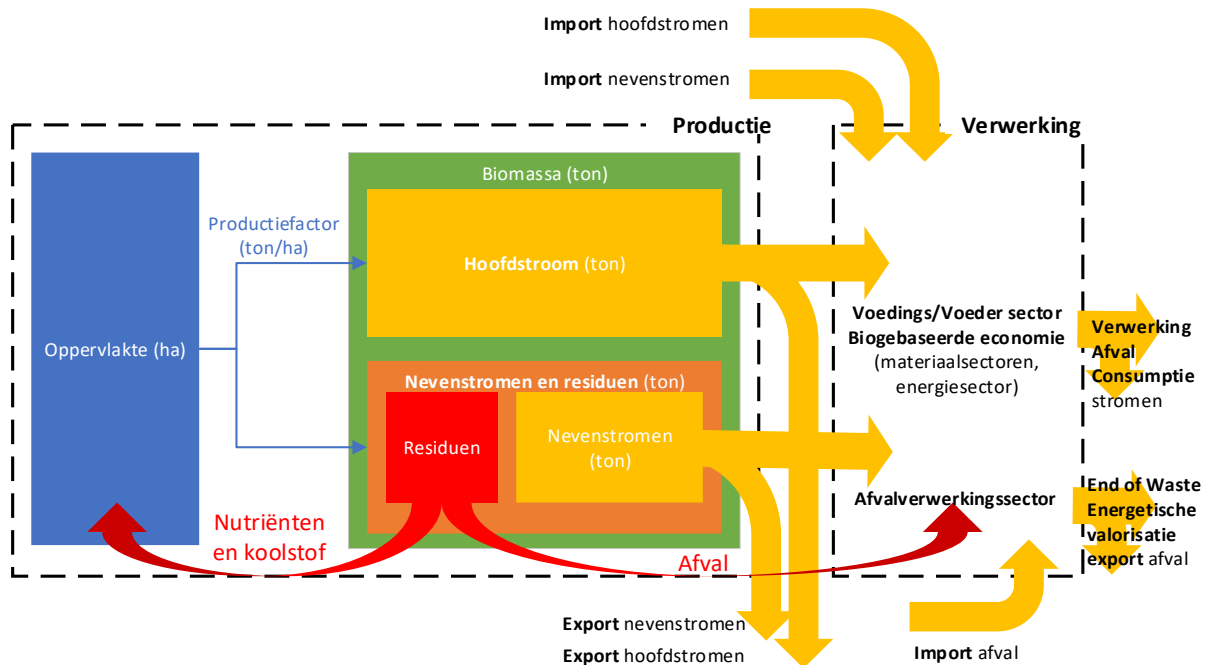 Import hoofdstromen
Import nevenstromen
Productie
Verwerking
Biomassa (ton)
Productiefactor
(ton/ha)
Hoofdstroom (ton)
Oppervlakte (ha)
Voedings/Voeder sector
Biogebaseerde economie
(materiaalsectoren,
energiesector)
Verwerking
Afval
Consumptie
stromen
Nevenstromen en residuen (ton)
Residuen
Nevenstromen
(ton)
Afvalverwerkingssector
End of Waste
Energetische
valorisatie
export afval
Nutriënten
en koolstof
Afval
Export nevenstromen
Export hoofdstromen
Import afval